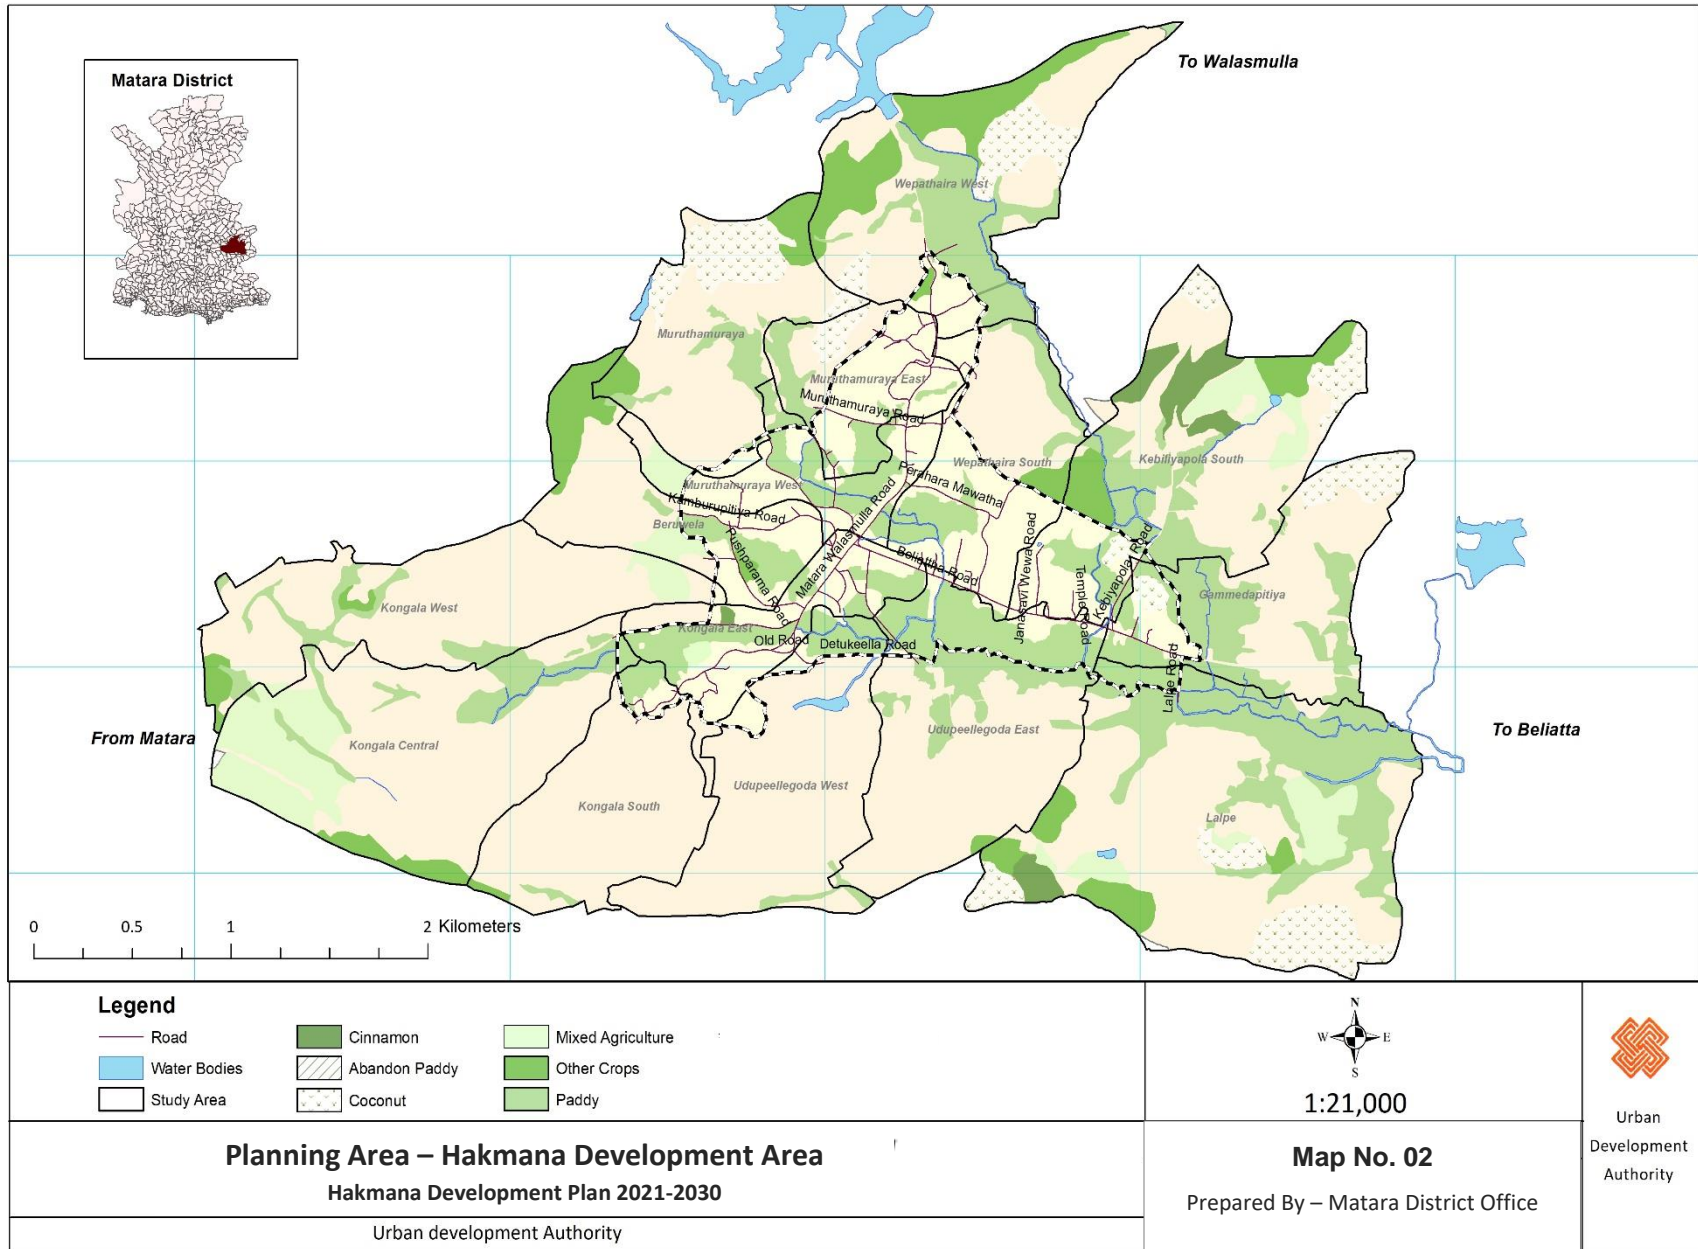 Matara District
To Walasmulla
Wepathaira West
Muruthamuraya
Muruthamuraya East
Muruthamuraya Road
Wepathaira South
Kebiliyapola South
Perahara Mawatha
Muruthamuraya West
Kamburupitiya Road
Beruwela
Pushparama Road
Matara Walasmulla Road
Beliattha Road
Janasavi Wewa Road
Temple Road
Kebiyapola Road
Gammedapitiya
Kongala West
Kongala East
Old Road
Detukeella Road
Lalpe Road
From Matara
Kongala Central
Udupeellegoda East
To Beliatta
Udupeellegoda West
Kongala South
Lalpe
0 0.5 1 2 Kilometers
Legend
Road
Water Bodies
Study Area
Cinnamon
Abandon Paddy
Coconut
Mixed Agriculture
Other Crops
Paddy
N
W E
S
1:21,000
Planning Area – Hakmana Development Area
Hakmana Development Plan 2021-2030
Urban development Authority
Map No. 02
Prepared By – Matara District Office
Urban
Development
Authority